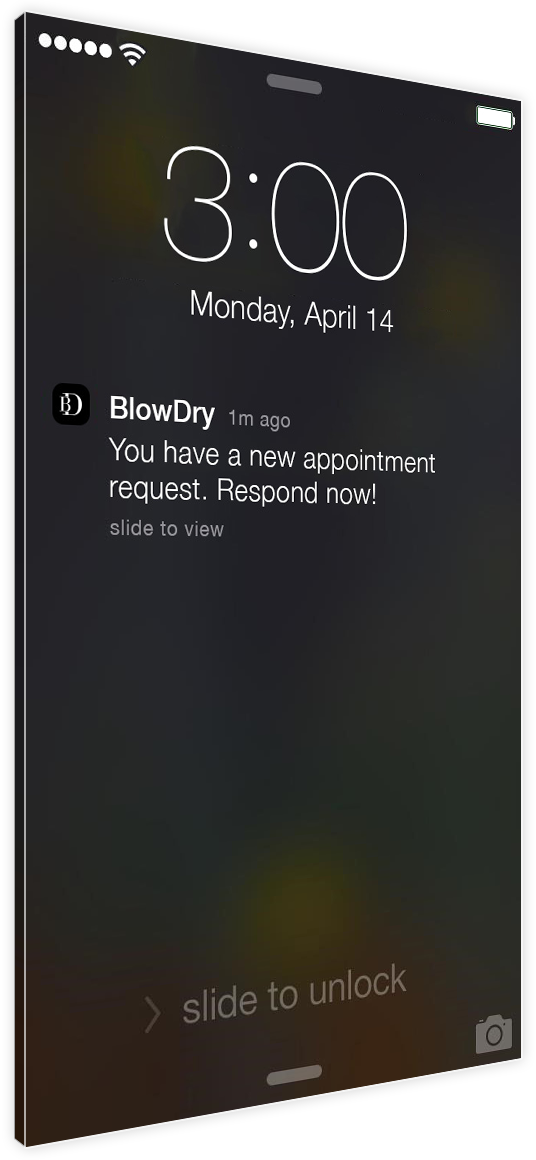 3:00
Monday, April 14
BD
BlowDry 1m ago
You have a new appointment
request. Respond now!
slide to view
> slide to unlock